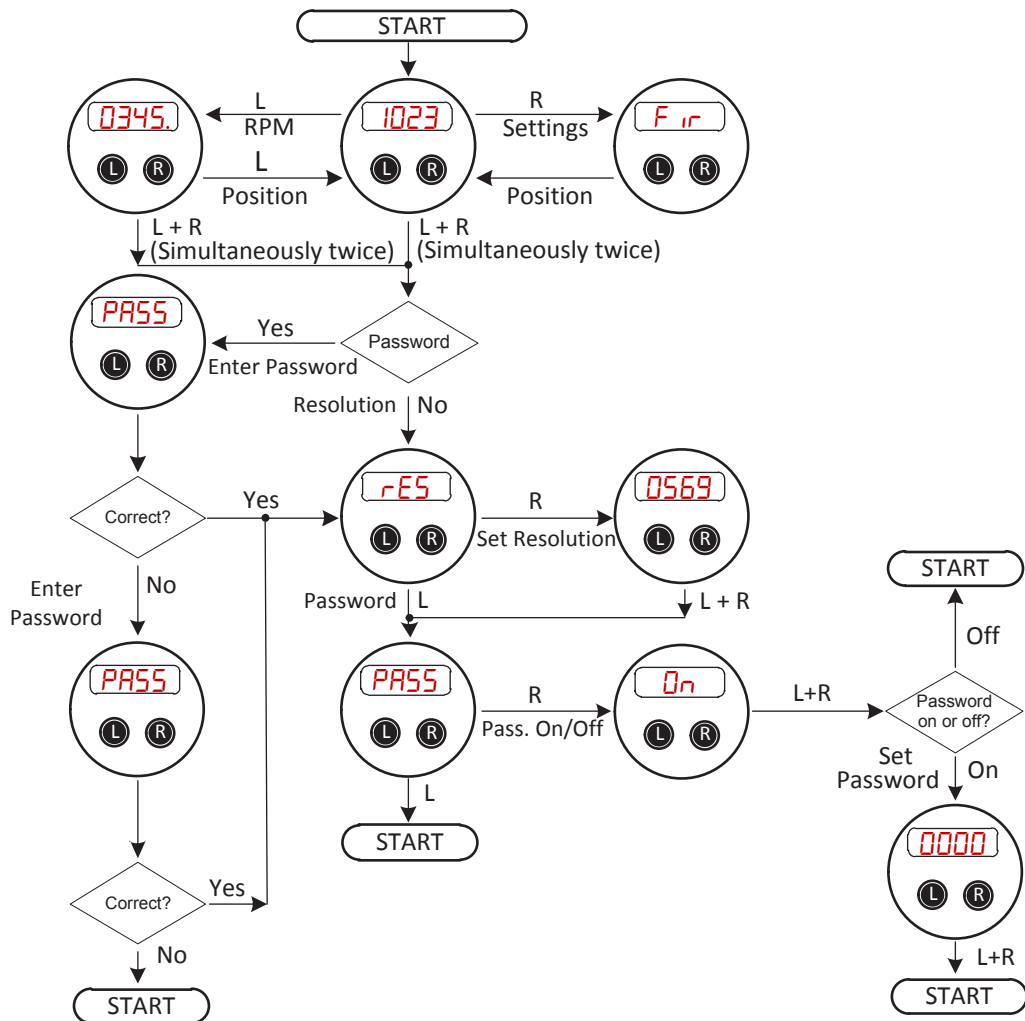 START
0345.
L R
L
RPM
L
Position
1023
L R
R
Settings
Position
F ir
L R
L + R
(Simultaneously twice)
L + R
(Simultaneously twice)
PASS
L R
Yes
Enter Password
Password
Resolution No
Correct?
Yes
rES
L R
R
Set Resolution
0569
L R
Enter
Password
No
Password L
L + R
START
Off
PASS
L R
PASS
L R
R
Pass. On/Off
On
L R
L+R
Password
on or off?
Set
Password
On
L
START
0000
L R
Correct?
Yes
No
START
L+R
START